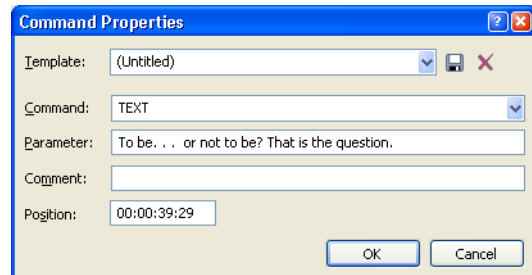 Command Properties
Template: (Untitled)
Command: TEXT
Parameter: To be. . . or not to be? That is the question.
Comment:
Position: 00:00:39:29
OK Cancel